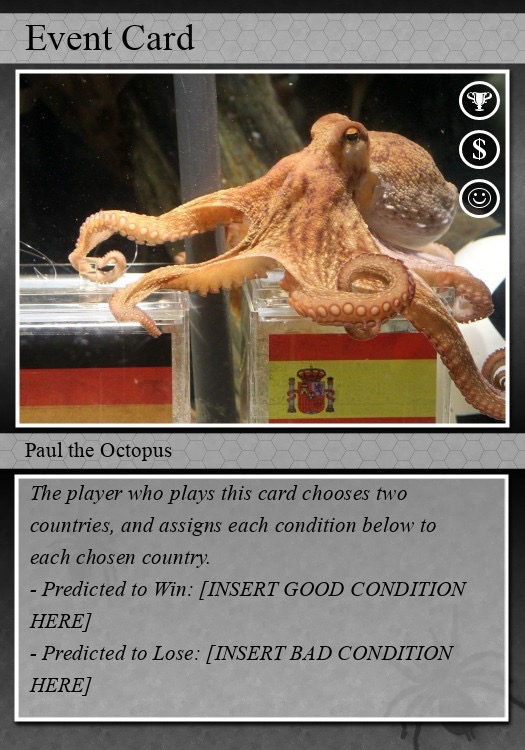 Event Card
$
Paul the Octopus
The player who plays this card chooses two
countries, and assigns each condition below to
each chosen country.
- Predicted to Win: [INSERT GOOD CONDITION
HERE]
- Predicted to Lose: [INSERT BAD CONDITION
HERE]